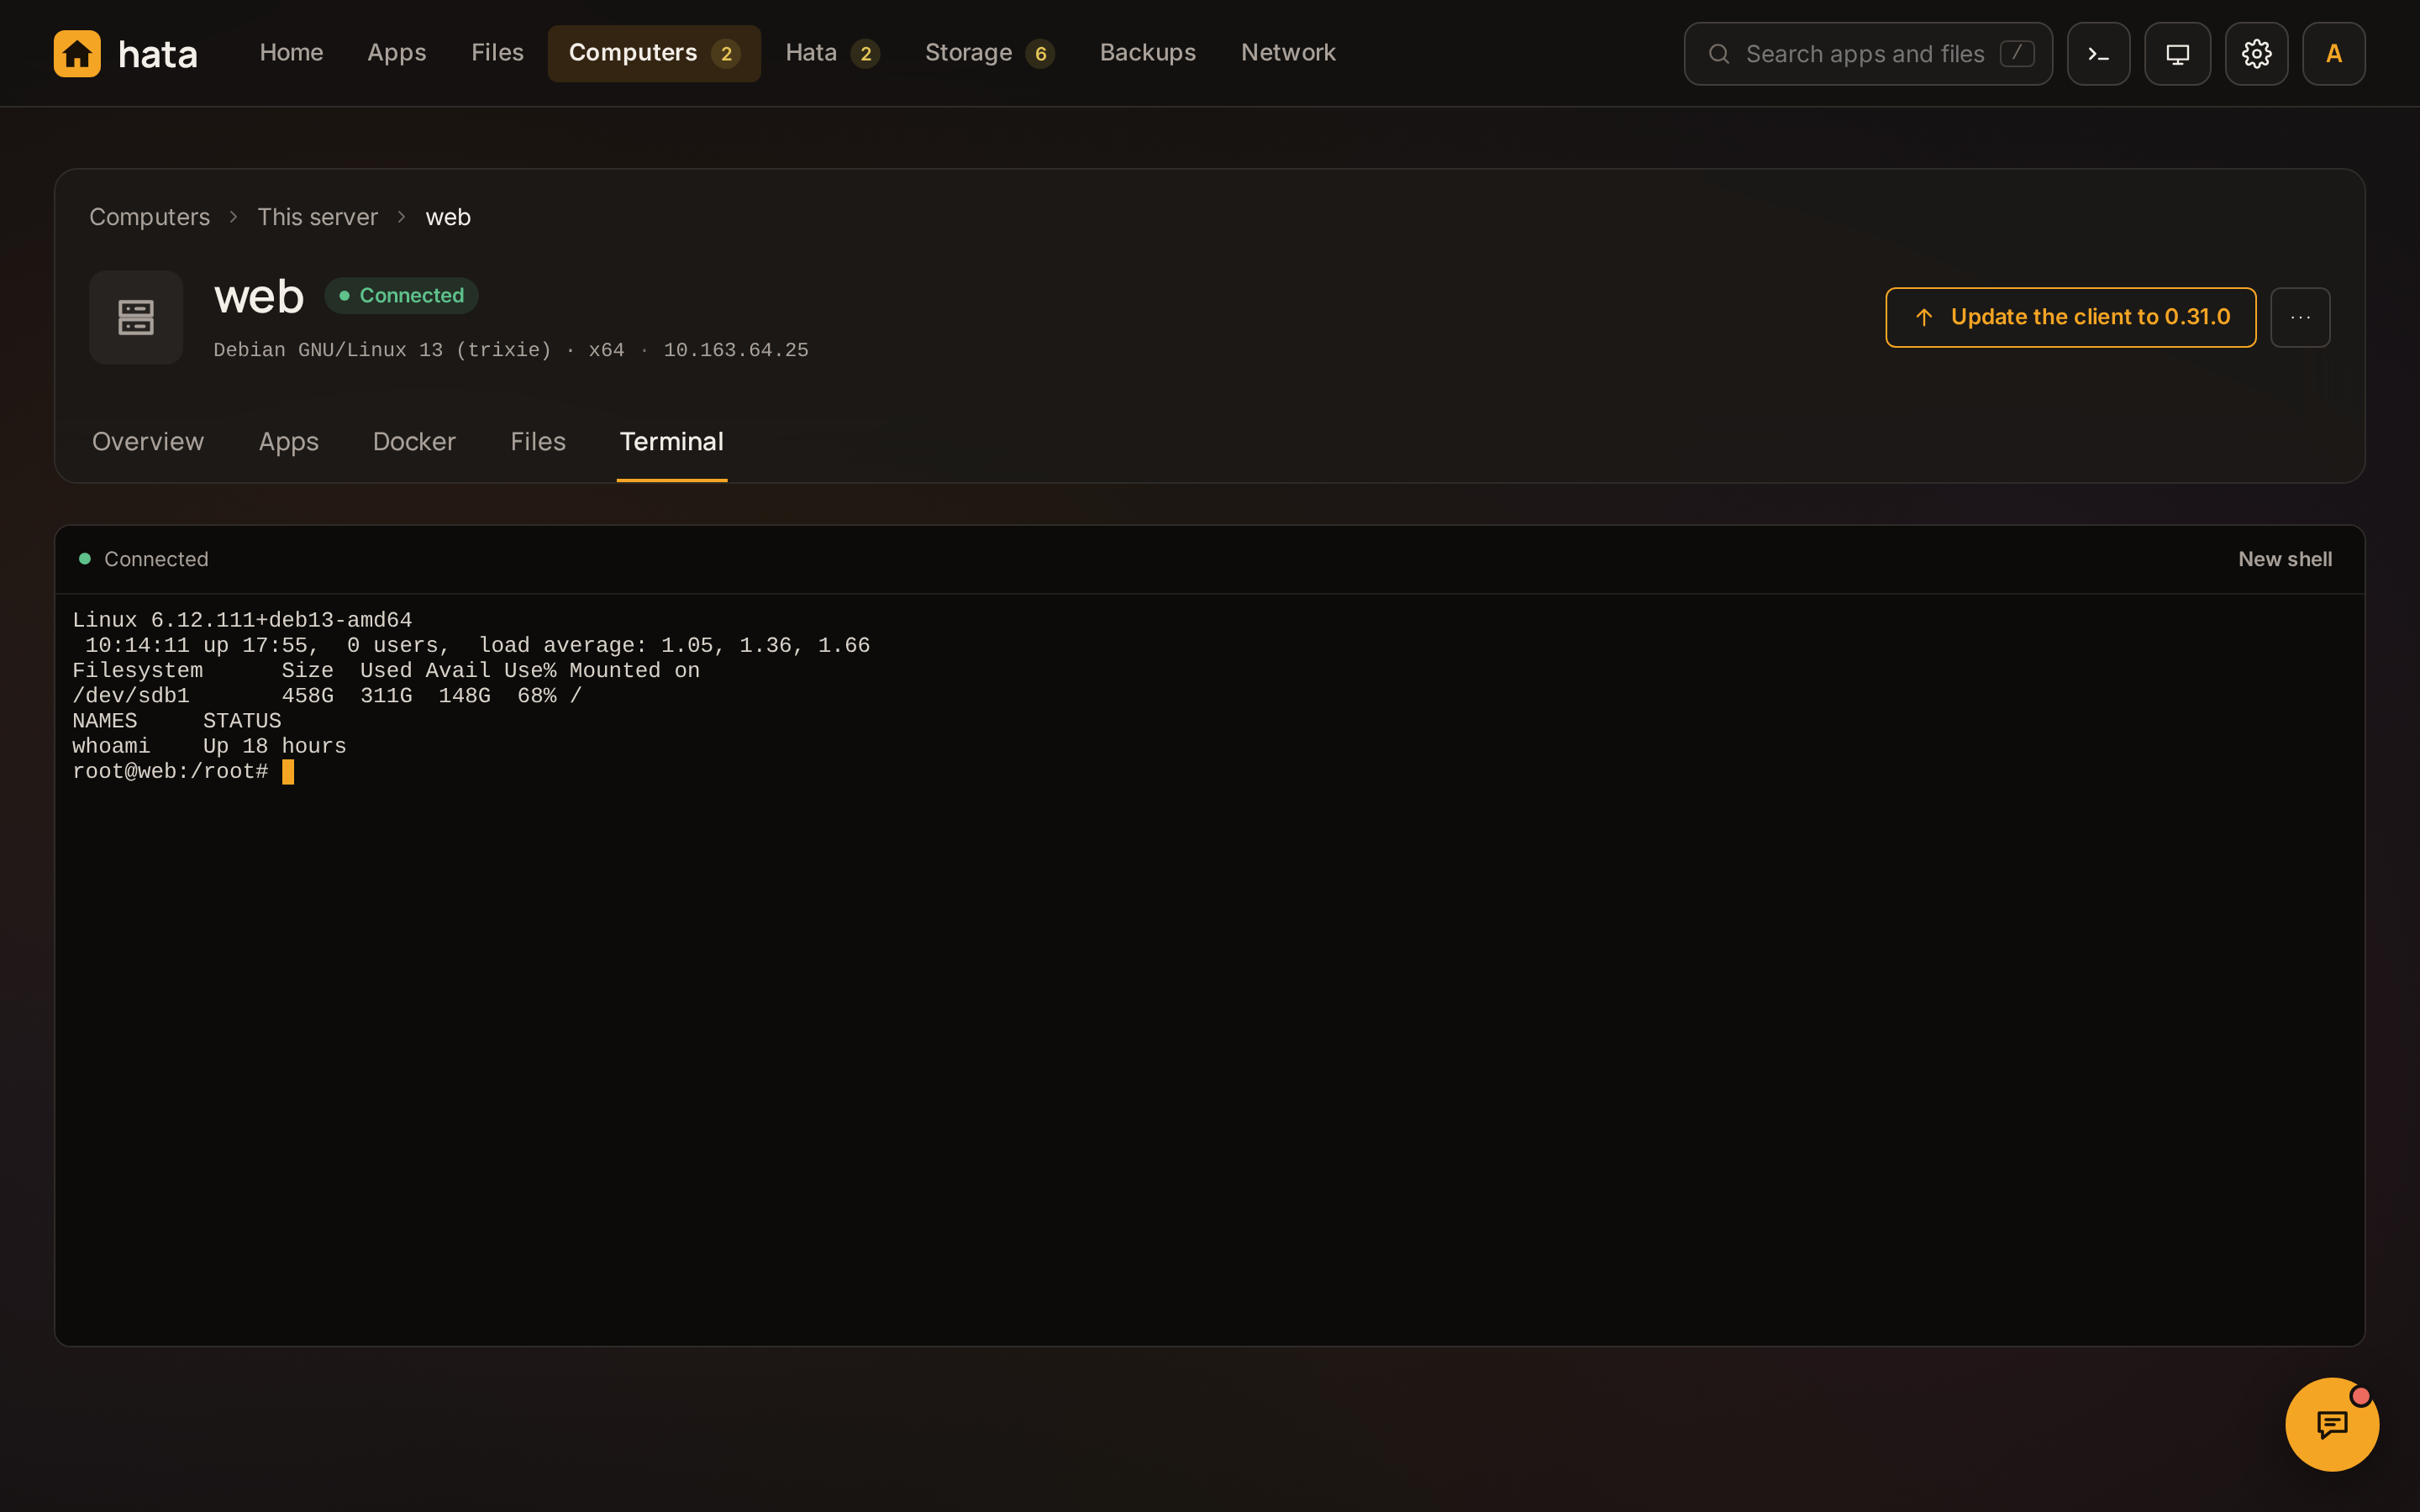 hata Home Apps Files Computers 2 Hata 2 Storage 6 Backups Network Search apps and files / A
Computers > This server > web
web Connected
Debian GNU/Linux 13 (trixie) · x64 · 10.163.64.25
Update the client to 0.31.0 ...
Overview Apps Docker Files Terminal
Connected New shell
Linux 6.12.111+deb13-amd64
 10:14:11 up 17:55,  0 users,  load average: 1.05, 1.36, 1.66
Filesystem      Size  Used Avail Use% Mounted on
/dev/sdb1       458G  311G  148G  68% /
NAMES     STATUS
whoami    Up 18 hours
root@web:/root#